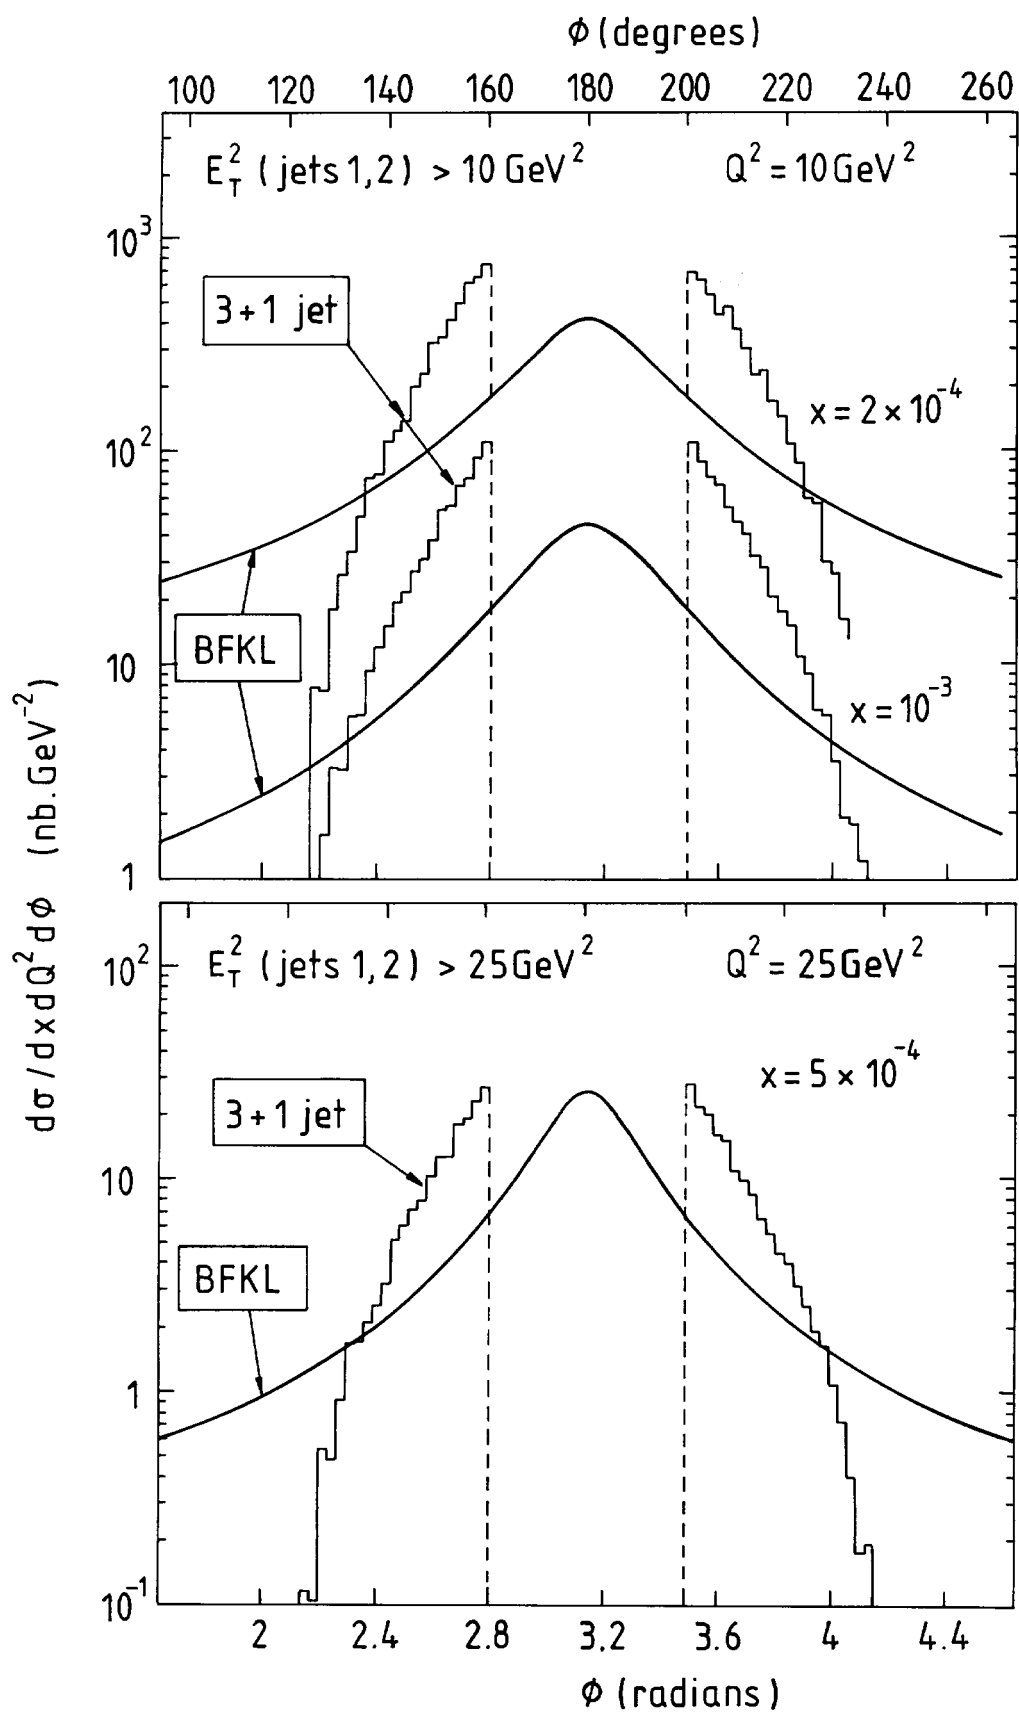 ϕ (degrees)
100 120 140 160 180 200 220 240 260
E_T^2 (jets 1,2) > 10 GeV^2 Q^2 = 10 GeV^2
10^3
3+1 jet
x = 2 × 10^-4
10^2
BFKL
10
x = 10^-3
1
dσ/dxdQ^2dϕ (nb.GeV^-2)
E_T^2 (jets 1,2) > 25 GeV^2 Q^2 = 25 GeV^2
10^2
x = 5 × 10^-4
3+1 jet
10
BFKL
1
10^-1
2 2.4 2.8 3.2 3.6 4 4.4
ϕ (radians)